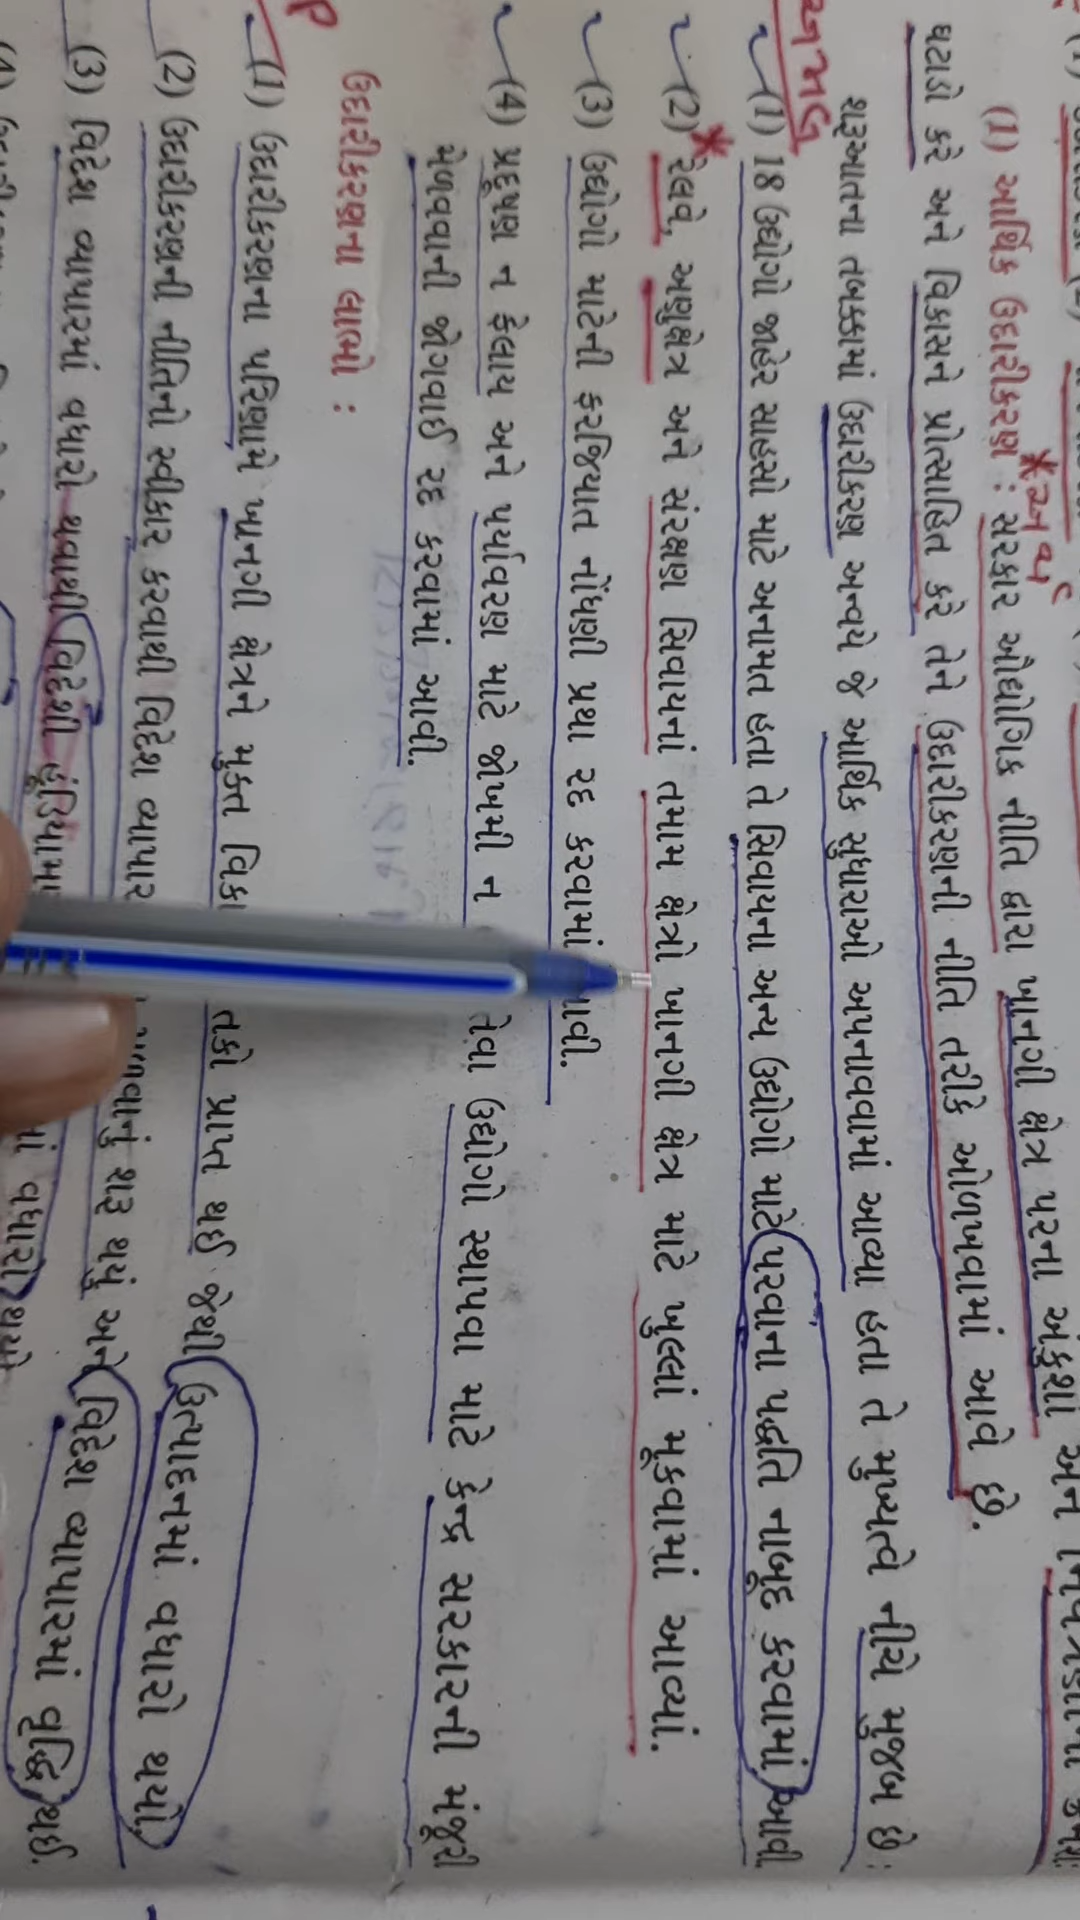 (1) આર્થિક ઉદારીકરણ : સરકાર ઔદ્યોગિક નીતિ દ્વારા ખાનગી ક્ષેત્ર પરના અંકુશો
*અર્થ
ઘટાડો કરે અને વિકાસને પ્રોત્સાહિત કરે તેને ઉદારીકરણની નીતિ તરીકે ઓળખવામાં આવે છે.
શરૂઆતના તબક્કામાં ઉદારીકરણ અન્વયે જે આર્થિક સુધારાઓ અપનાવવામાં આવ્યા હતા તે મુખ્યત્વે નીચે મુજબ છે :
(1) 18 ઉદ્યોગો જાહેર સાહસો માટે અનામત હતા તે સિવાયના અન્ય ઉદ્યોગો માટે પરવાના પદ્ધતિ નાબુદ કરવામાં આવી
(2) *રેલવે, અણુક્ષેત્ર અને સંરક્ષણ સિવાયનાં તમામ ક્ષેત્રો ખાનગી ક્ષેત્ર માટે ખુલ્લાં મૂકવામાં આવ્યાં.
(3) ઉદ્યોગો માટેની ફરજિયાત નોંધણી પ્રથા રદ કરવામાં આવી.
(4) પ્રદૂષણ ન ફેલાય અને પર્યાવરણ માટે જોખમી ન તેવા ઉદ્યોગો સ્થાપવા માટે કેન્દ્ર સરકારની મંજૂરી
મેળવવાની જોગવાઈ રદ કરવામાં આવી.
ઉદારીકરણના લાભો :
(1) ઉદારીકરણના પરિણામે ખાનગી ક્ષેત્રને મુક્ત તકો પ્રાપ્ત થઈ જેથી ઉત્પાદનમાં વધારો થયો
(2) ઉદારીકરણની નીતિનો સ્વીકાર કરવાથી વિદેશ વ્યાપાર શરૂ થયું અને વિદેશ વ્યાપારમાં વૃદ્ધિ થઈ.
(3) વિદેશ વ્યાપારમાં વધારો થવાથી વિદેશી વધારો થયો